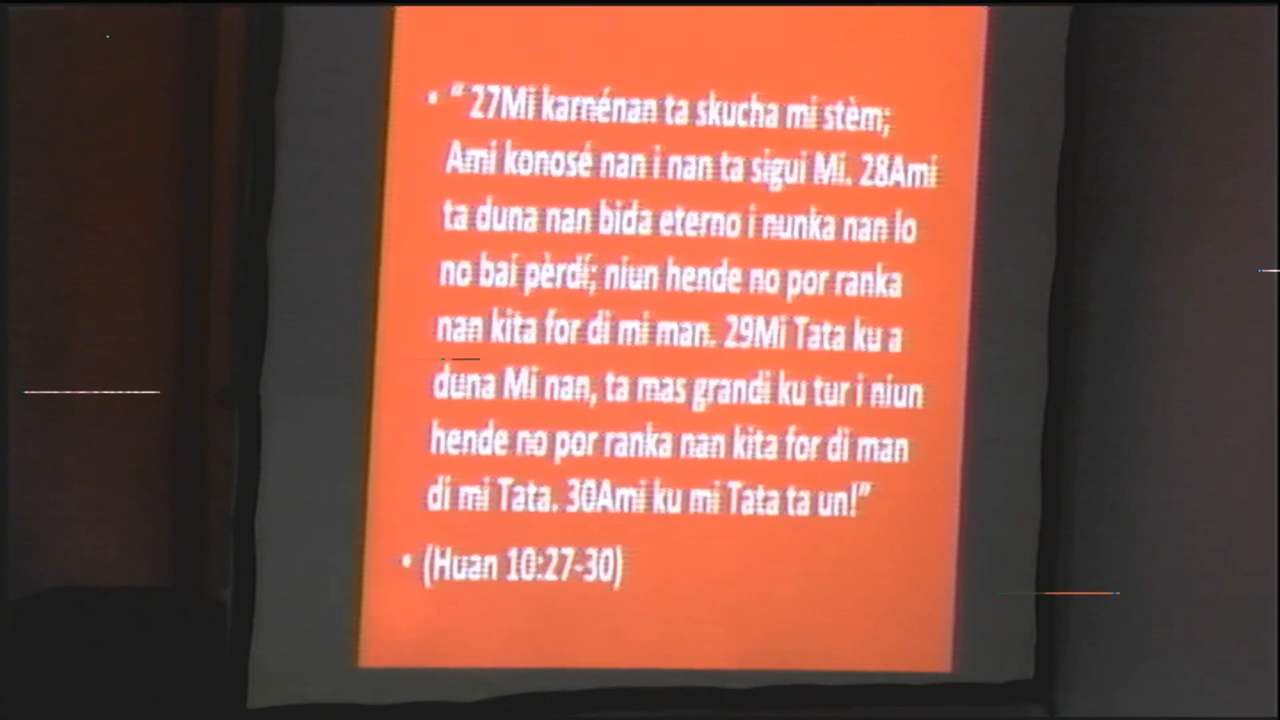 • “ 27Mi karnénan ta skucha mi stèm;
Ami konosé nan i nan ta sigui Mi. 28Ami
ta duna nan bida eterno i nunka nan lo
no bai pèrdí; niun hende no por ranka
nan kita for di mi man. 29Mi Tata ku a
duna Mi nan, ta mas grandi ku tur i niun
hende no por ranka nan kita for di man
di mi Tata. 30Ami ku mi Tata ta un!”
• (Huan 10:27-30)